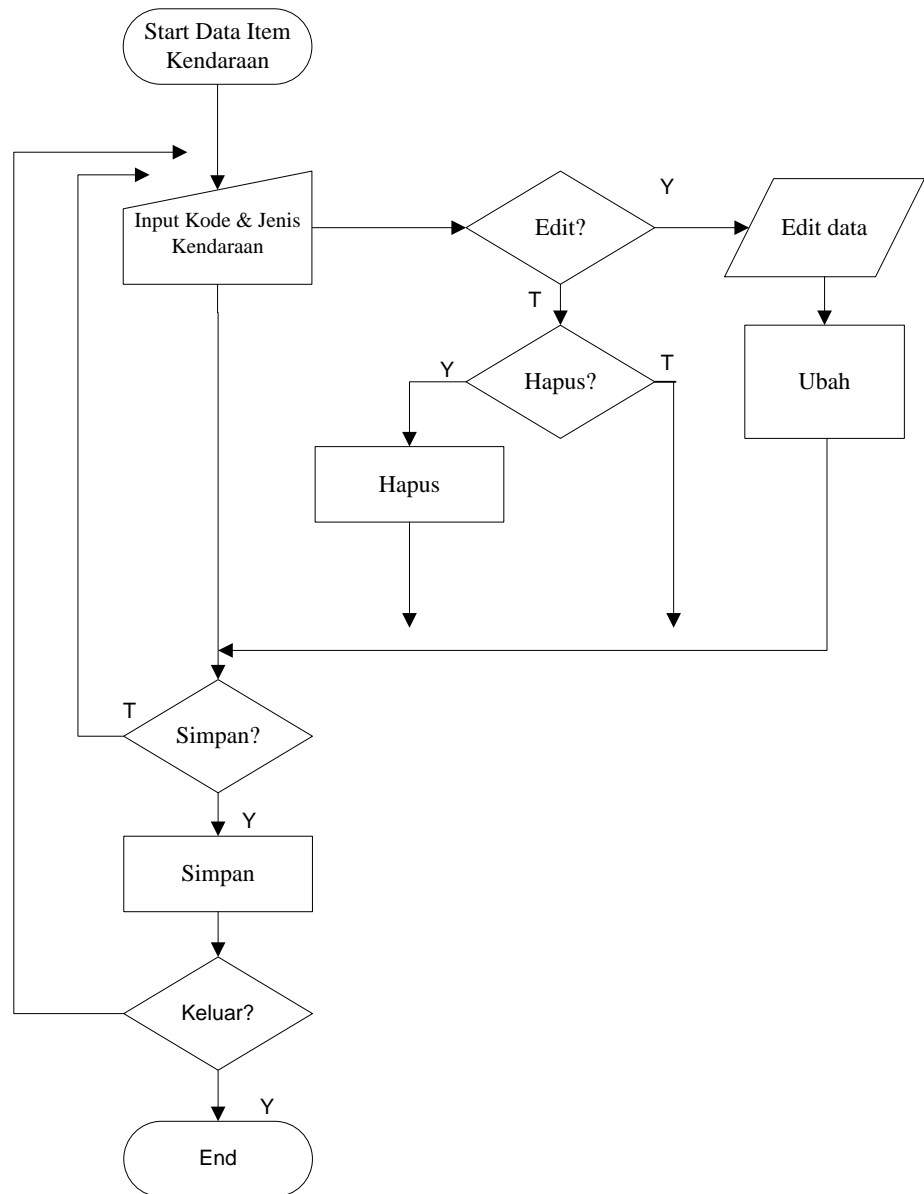 Start Data Item
Kendaraan
Input Kode & Jenis
Kendaraan
Edit?
Y
Edit data
T
Hapus?
Y
T
Ubah
Hapus
T
Simpan?
Y
Simpan
Keluar?
Y
End